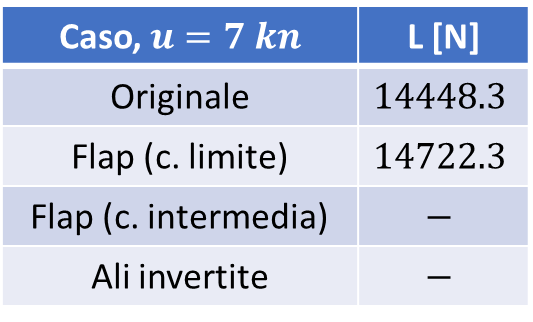 Caso, u = 7 kn L [N]
Originale 14448.3
Flap (c. limite) 14722.3
Flap (c. intermedia) –
Ali invertite –